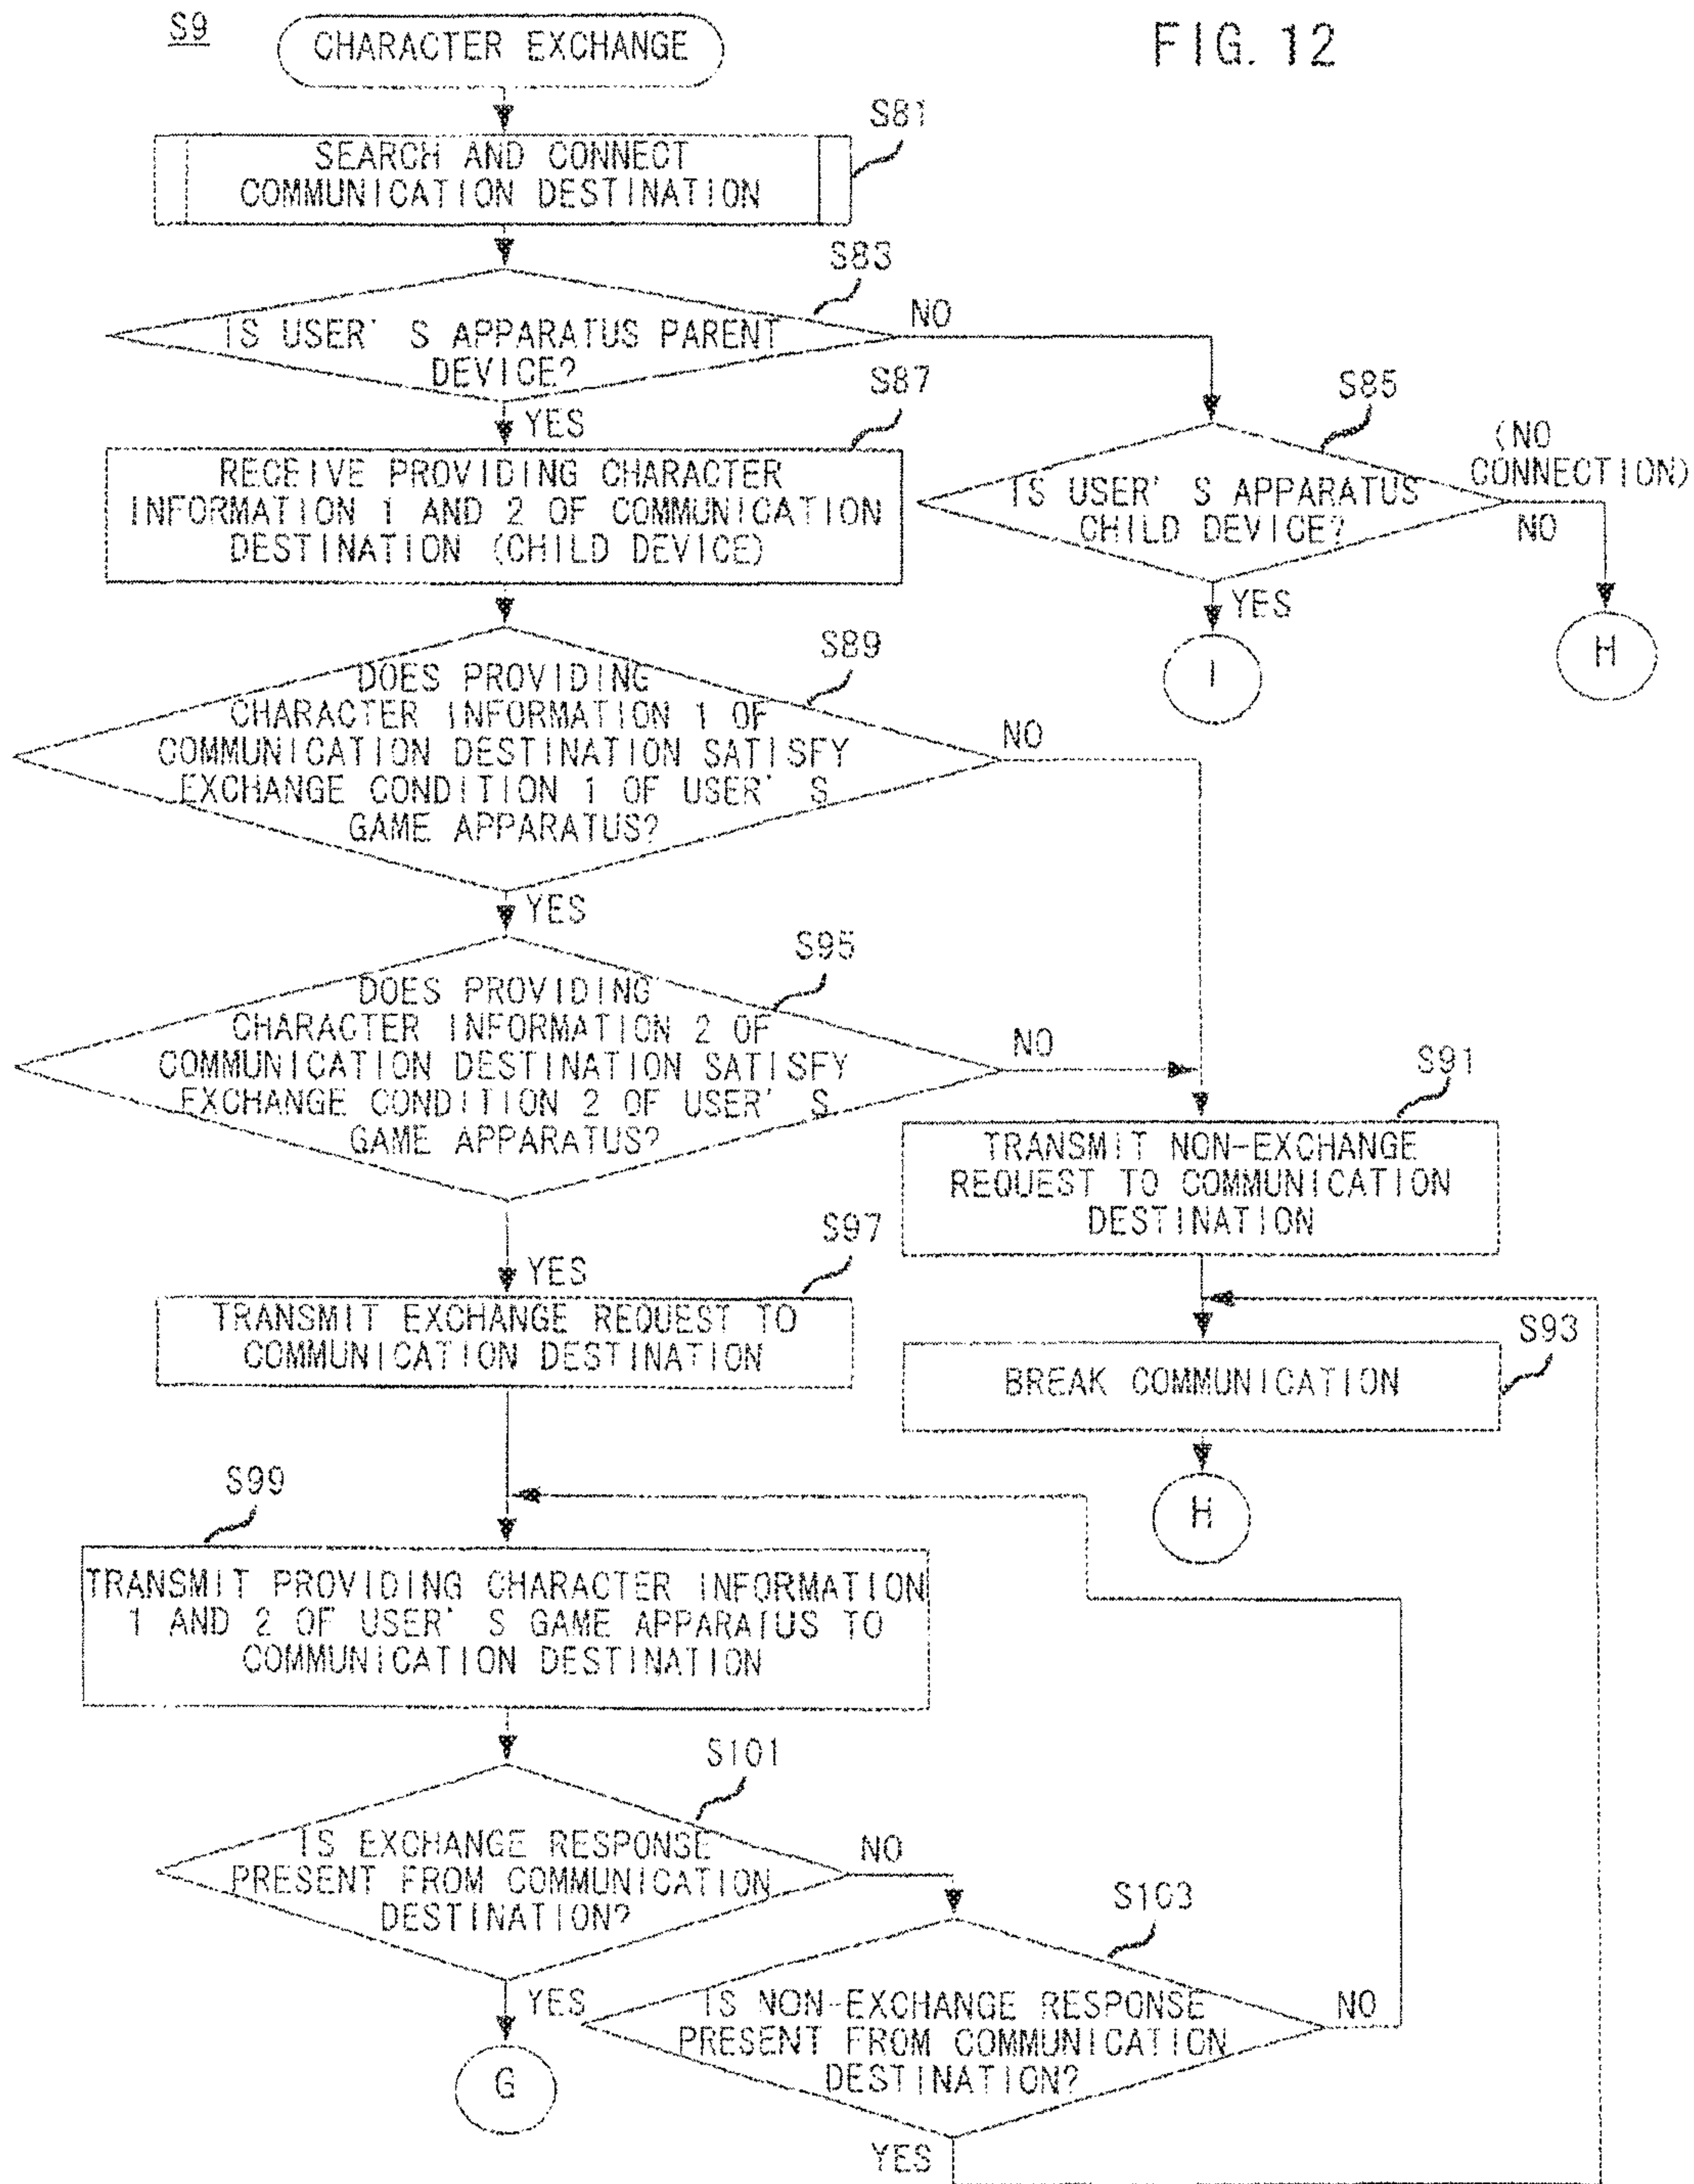 S9
CHARACTER EXCHANGE
FIG. 12
S81
SEARCH AND CONNECT
COMMUNICATION DESTINATION
S83
IS USER'S APPARATUS PARENT
DEVICE?
NO
YES
S87
RECEIVE PROVIDING CHARACTER
INFORMATION 1 AND 2 OF COMMUNICATION
DESTINATION (CHILD DEVICE)
S85
IS USER'S APPARATUS
CHILD DEVICE?
(NO
CONNECTION)
NO
YES
I
H
S89
DOES PROVIDING
CHARACTER INFORMATION 1 OF
COMMUNICATION DESTINATION SATISFY
EXCHANGE CONDITION 1 OF USER'S
GAME APPARATUS?
NO
YES
S95
DOES PROVIDING
CHARACTER INFORMATION 2 OF
COMMUNICATION DESTINATION SATISFY
EXCHANGE CONDITION 2 OF USER'S
GAME APPARATUS?
NO
YES
S91
TRANSMIT NON-EXCHANGE
REQUEST TO COMMUNICATION
DESTINATION
S97
TRANSMIT EXCHANGE REQUEST TO
COMMUNICATION DESTINATION
S93
BREAK COMMUNICATION
H
S99
TRANSMIT PROVIDING CHARACTER INFORMATION
1 AND 2 OF USER'S GAME APPARATUS TO
COMMUNICATION DESTINATION
S101
IS EXCHANGE RESPONSE
PRESENT FROM COMMUNICATION
DESTINATION?
NO
YES
G
S103
IS NON-EXCHANGE RESPONSE
PRESENT FROM COMMUNICATION
DESTINATION?
NO
YES